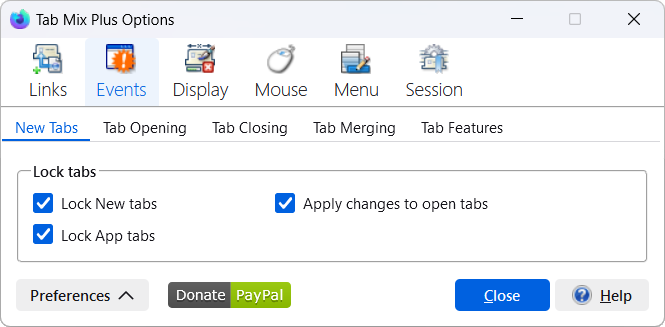 Tab Mix Plus Options
Links Events Display Mouse Menu Session
New Tabs Tab Opening Tab Closing Tab Merging Tab Features
Lock tabs
Lock New tabs Apply changes to open tabs
Lock App tabs
Preferences Donate PayPal Close Help